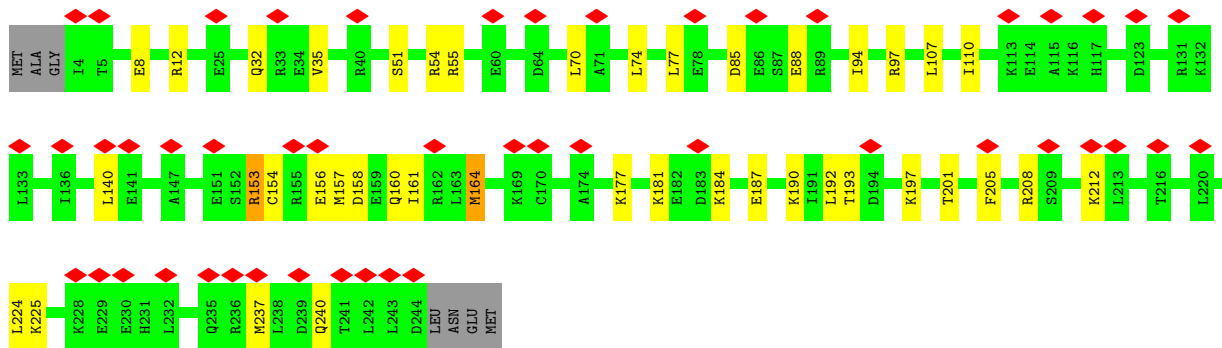 MET ALA GLY I4 T5 E8 R12 E25 Q32 R33 E34 V35 R40 S51 R54 R55 E60 D64 L70 A71 L74 L77 E78 D85 E86 S87 E88 R89 I94 R97 L107 I110 K113 E114 A115 K116 H117 D123 R131 K132
L133 I136 L140 E141 A147 E151 S152 R153 C154 R155 E156 M157 D158 E159 Q160 I161 R162 L163 M164 K169 C170 A174 K177 K181 E182 D183 K184 E187 K190 I191 L192 T193 D194 K197 T201 F205 R208 S209 K212 L213 T216 L220
L224 K225 K228 E229 E230 H231 L232 Q235 R236 M237 L238 D239 Q240 T241 L242 L243 D244 LEU ASN GLU MET